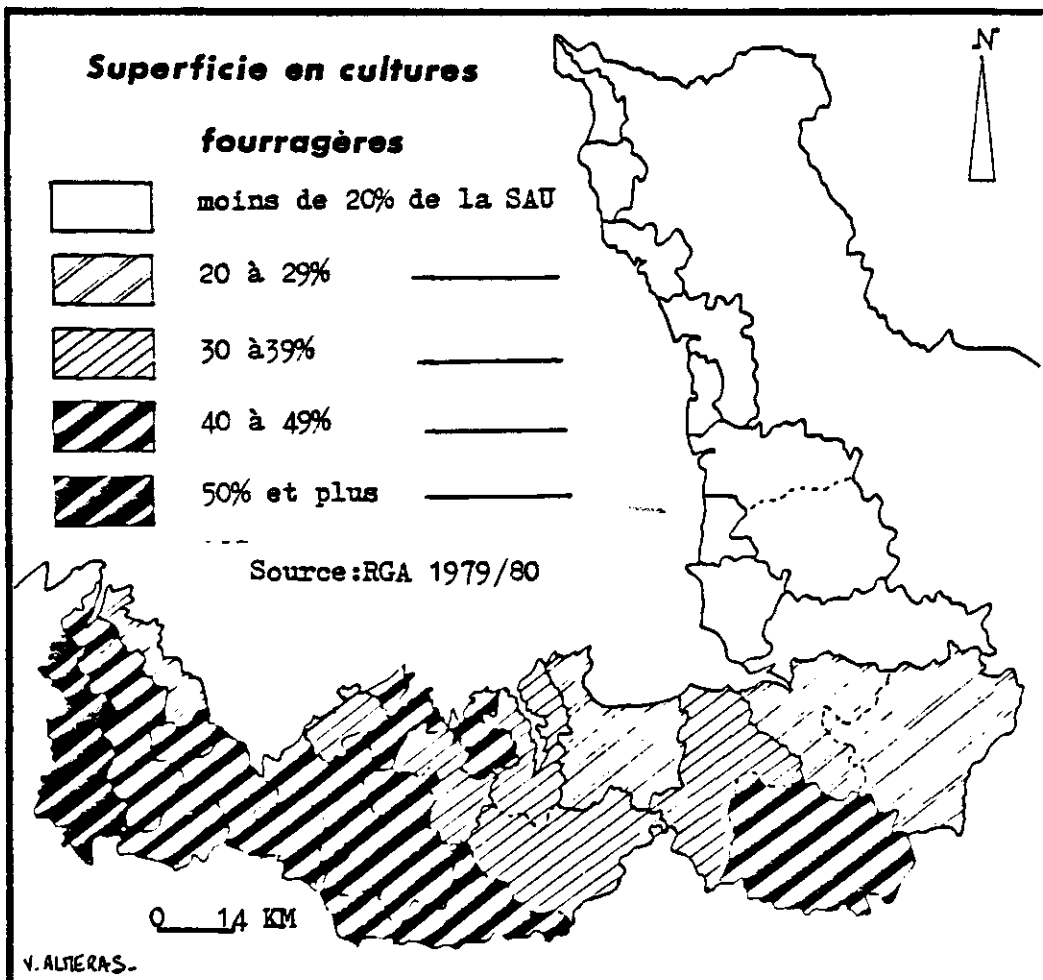 Superficie en cultures
fourragères
N
moins de 20% de la SAU
20 à 29%
30 à39%
40 à 49%
50% et plus
Source:RGA 1979/80
0 14 KM
V. ALTIERAS-